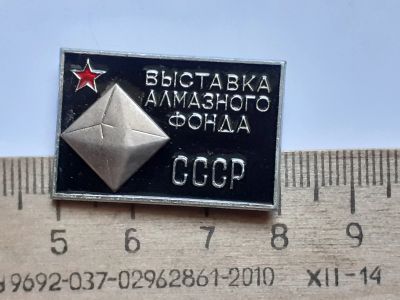 ВЫСТАВКА
АЛМАЗНОГО
ФОНДА
СССР
5 6 7 8 9
9692-037-02962861-2010 XII-14